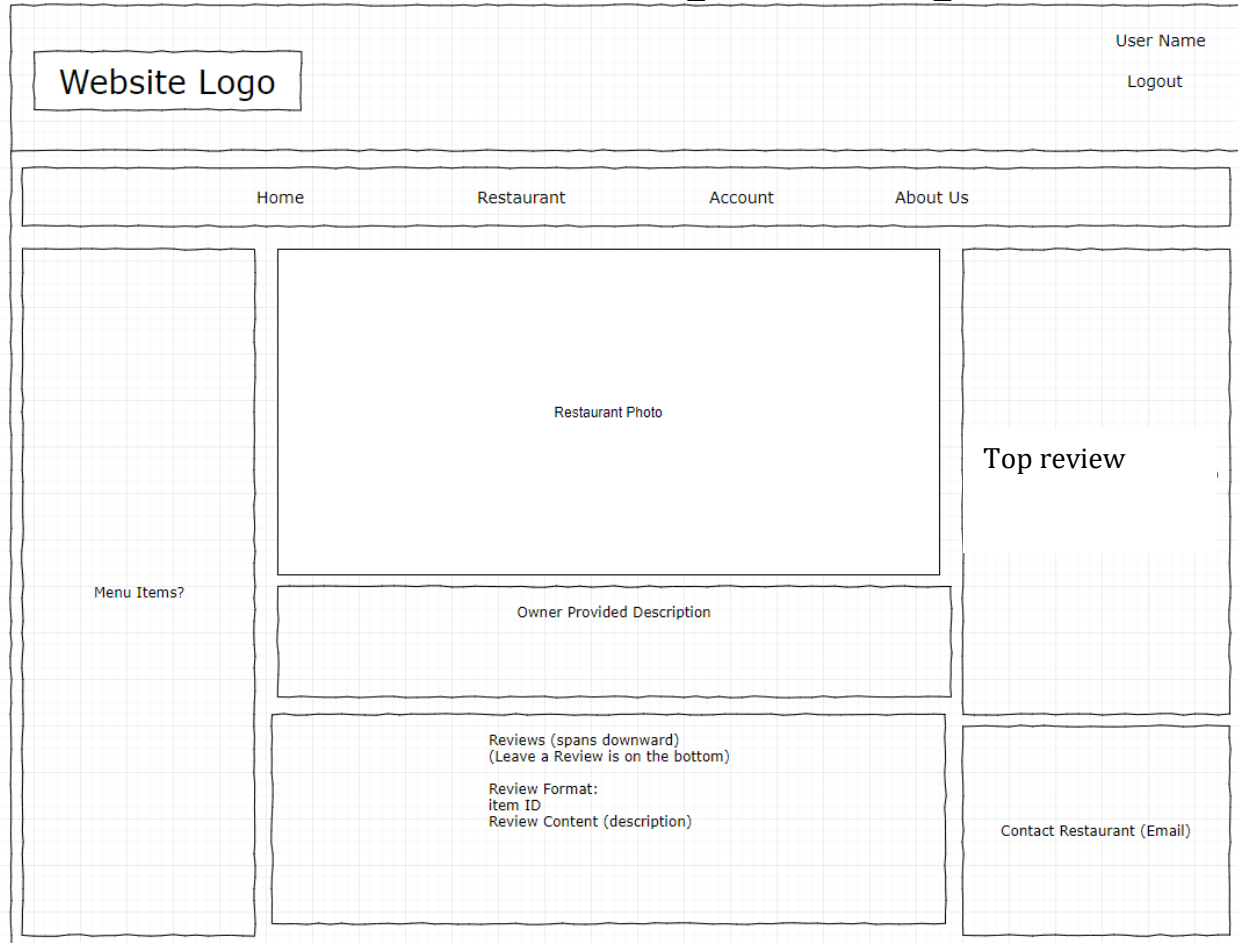 User Name
Website Logo
Logout
Home Restaurant Account About Us
Restaurant Photo
Top review
Menu Items?
Owner Provided Description
Reviews (spans downward)
(Leave a Review is on the bottom)
Review Format:
item ID
Review Content (description)
Contact Restaurant (Email)